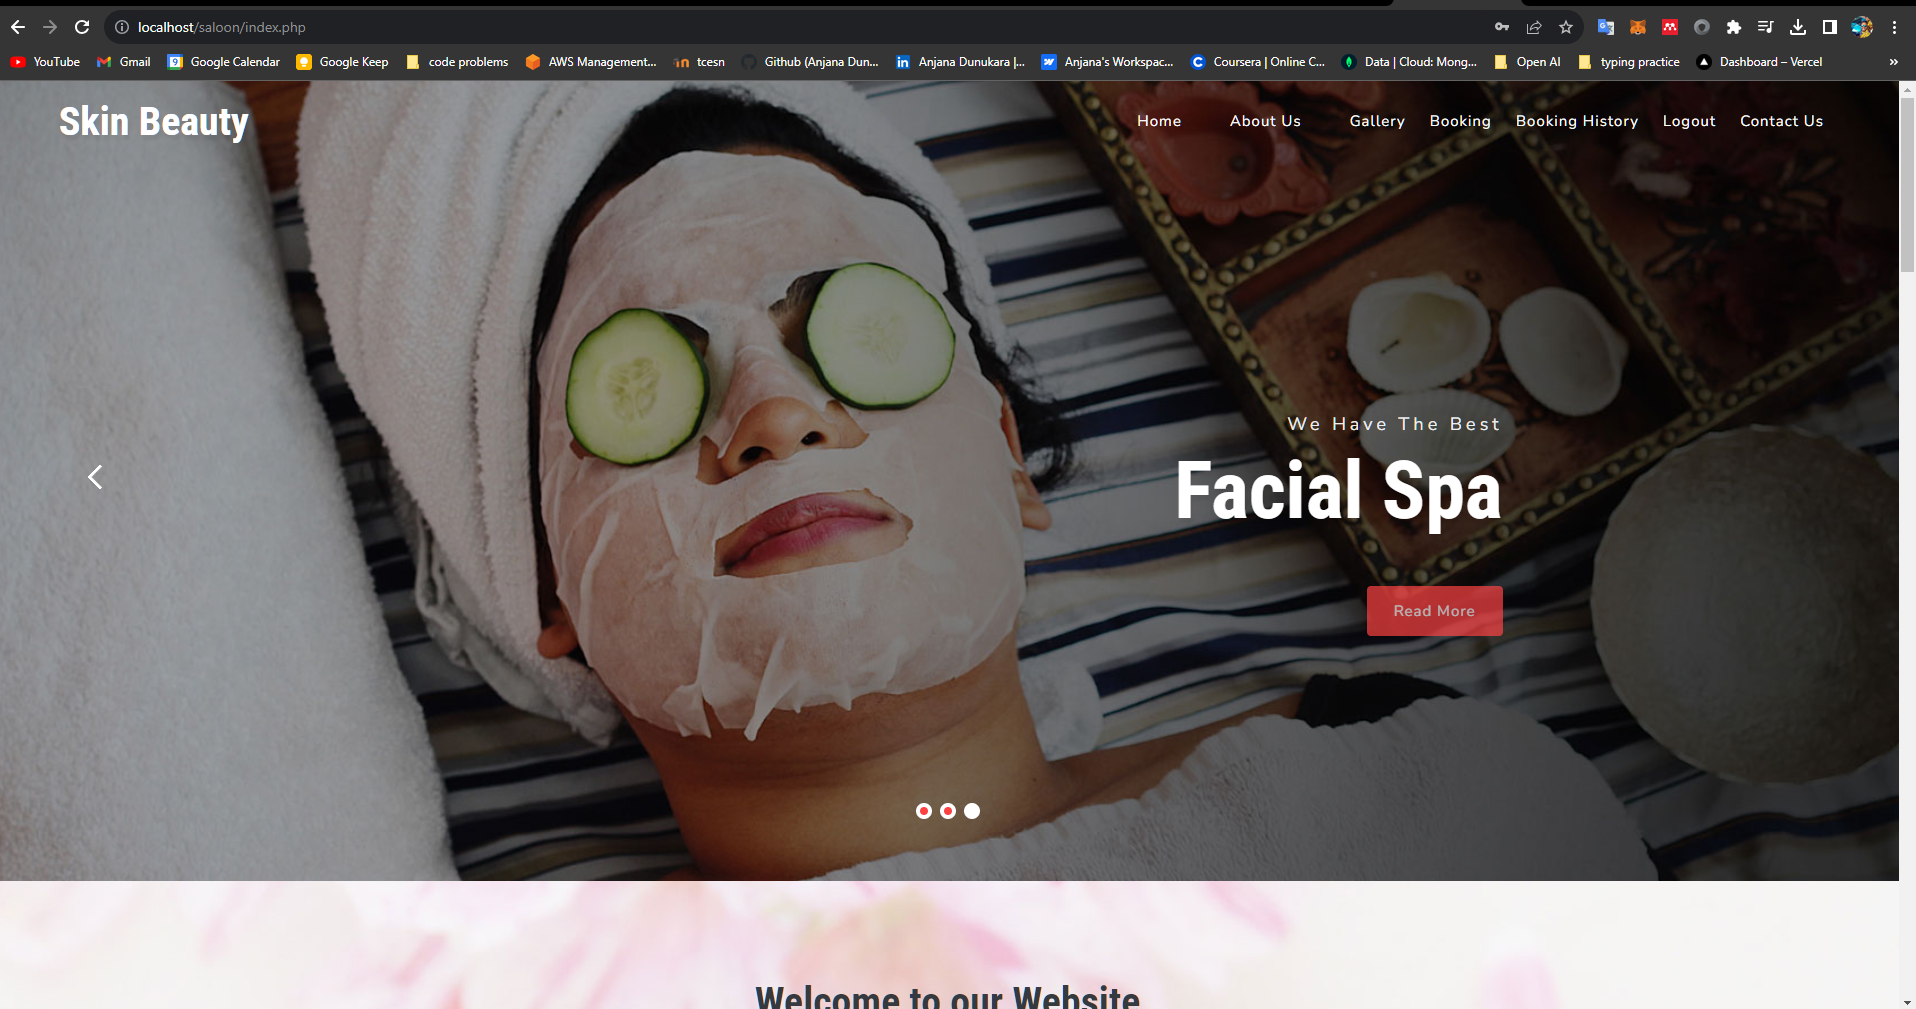 localhost/saloon/index.php
YouTube
Gmail
9
Google Calendar
Google Keep
code problems
AWS Management...
tcesn
Github (Anjana Dun...
in
Anjana Dunukara |...
Anjana's Workspac...
Coursera | Online C...
Data | Cloud: Mong...
Open AI
typing practice
Dashboard – Vercel
»
Skin Beauty
Home
About Us
Gallery
Booking
Booking History
Logout
Contact Us
We Have The Best
Facial Spa
Read More
Welcome to our Website